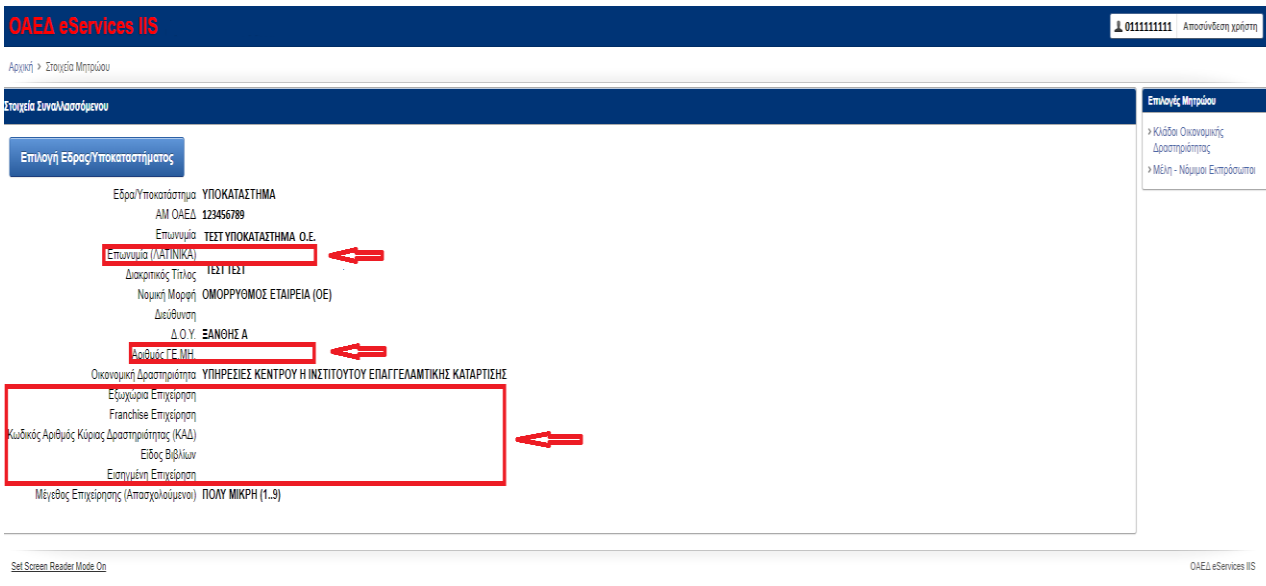 ΟΑΕΔ eServices IIS
0111111111 Αποσύνδεση χρήστη
Αρχική > Στοιχεία Μητρώου
Στοιχεία Συναλλασσόμενου
Επιλογή Εδρας/Υποκαταστήματος
Εδρα/Υποκατάστημα ΥΠΟΚΑΤΑΣΤΗΜΑ
ΑΜ ΟΑΕΔ 123456789
Επωνυμία ΤΕΣΤ ΥΠΟΚΑΤΑΣΤΗΜΑ Ο.Ε.
Επωνυμία (ΛΑΤΙΝΙΚΑ)
Διακριτικός Τίτλος ΤΕΣΤ ΤΕΣΤ
Νομική Μορφή ΟΜΟΡΡΥΘΜΟΣ ΕΤΑΙΡΕΙΑ (ΟΕ)
Διεύθυνση
Δ.Ο.Υ. ΞΑΝΘΗΣ Α
Αριθμός ΓΕ.ΜΗ.
Οικονομική Δραστηριότητα ΥΠΗΡΕΣΙΕΣ ΚΕΝΤΡΟΥ Η ΙΝΣΤΙΤΟΥΤΟΥ ΕΠΑΓΓΕΛΑΜΤΙΚΗΣ ΚΑΤΑΡΤΙΣΗΣ
Εξωχώρια Επιχείρηση
Franchise Επιχείρηση
Κωδικός Αριθμός Κύριας Δραστηριότητας (ΚΑΔ)
Είδος Βιβλίων
Εισηγμένη Επιχείρηση
Μέγεθος Επιχείρησης (Απασχολούμενοι) ΠΟΛΥ ΜΙΚΡΗ (1..9)
Επιλογές Μητρώου
> Κλάδοι Οικονομικής
Δραστηριότητας
> Μέλη - Νόμιμοι Εκπρόσωποι
Set Screen Reader Mode On
ΟΑΕΔ eServices IIS